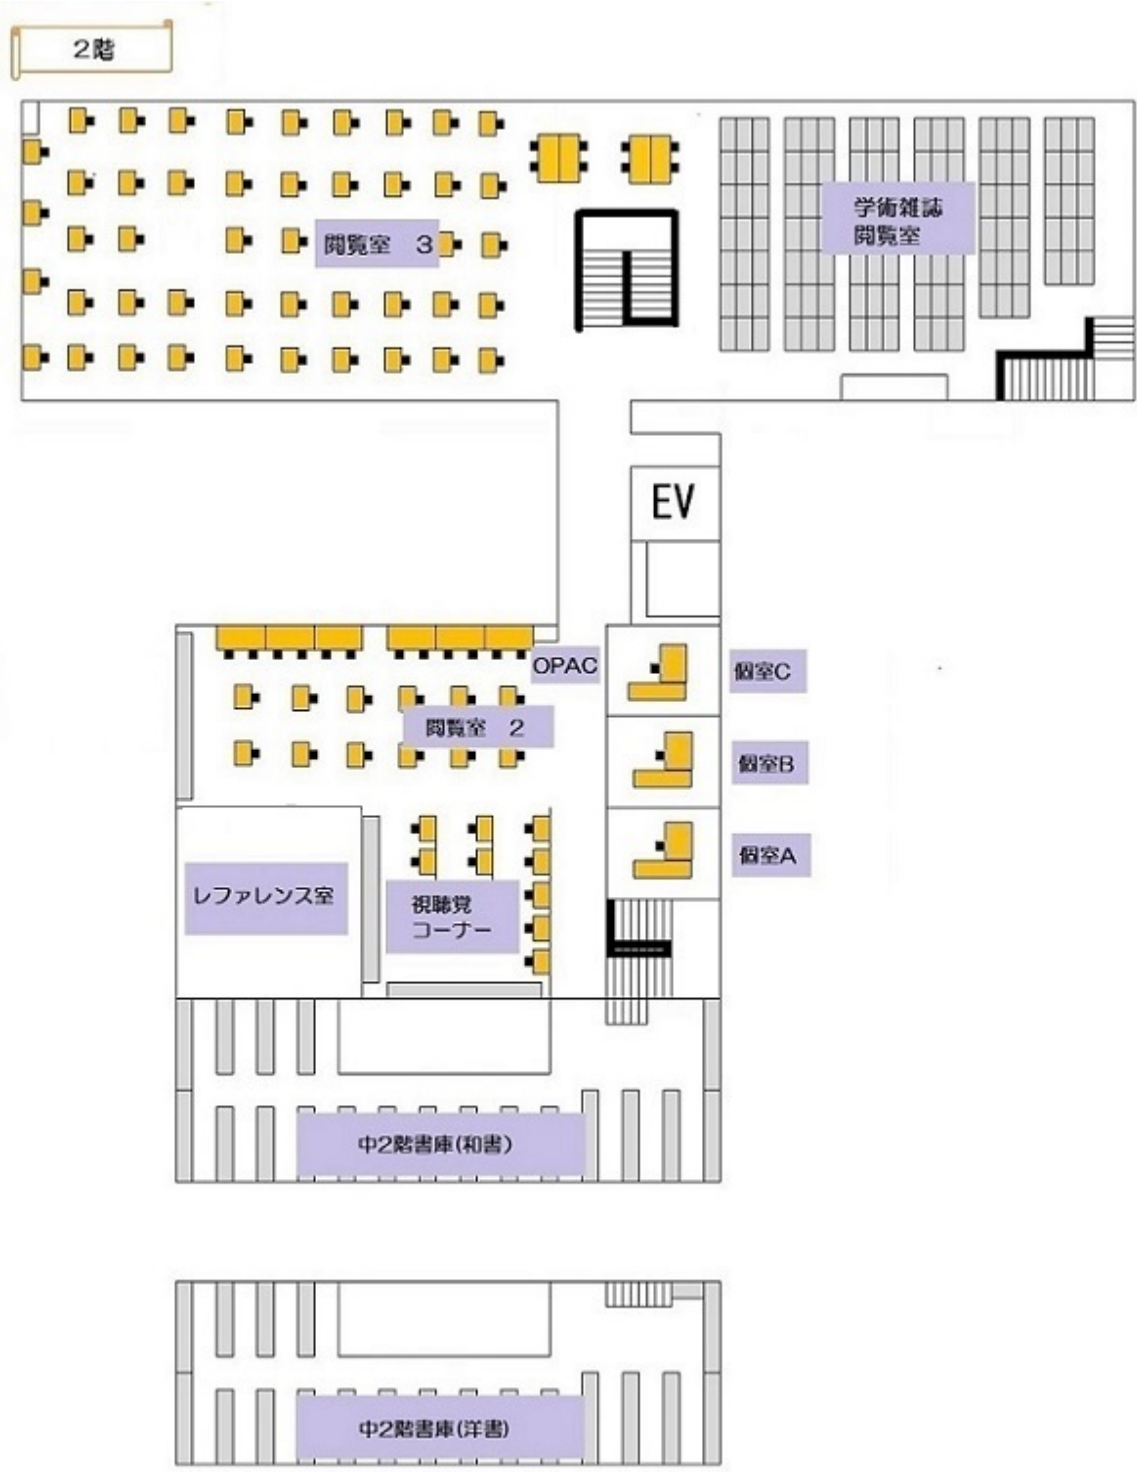 2階
閲覧室 3
学術雑誌
閲覧室
EV
OPAC
個室C
閲覧室 2
個室B
個室A
レファレンス室
視聴覚
コーナー
中2階書庫(和書)
中2階書庫(洋書)